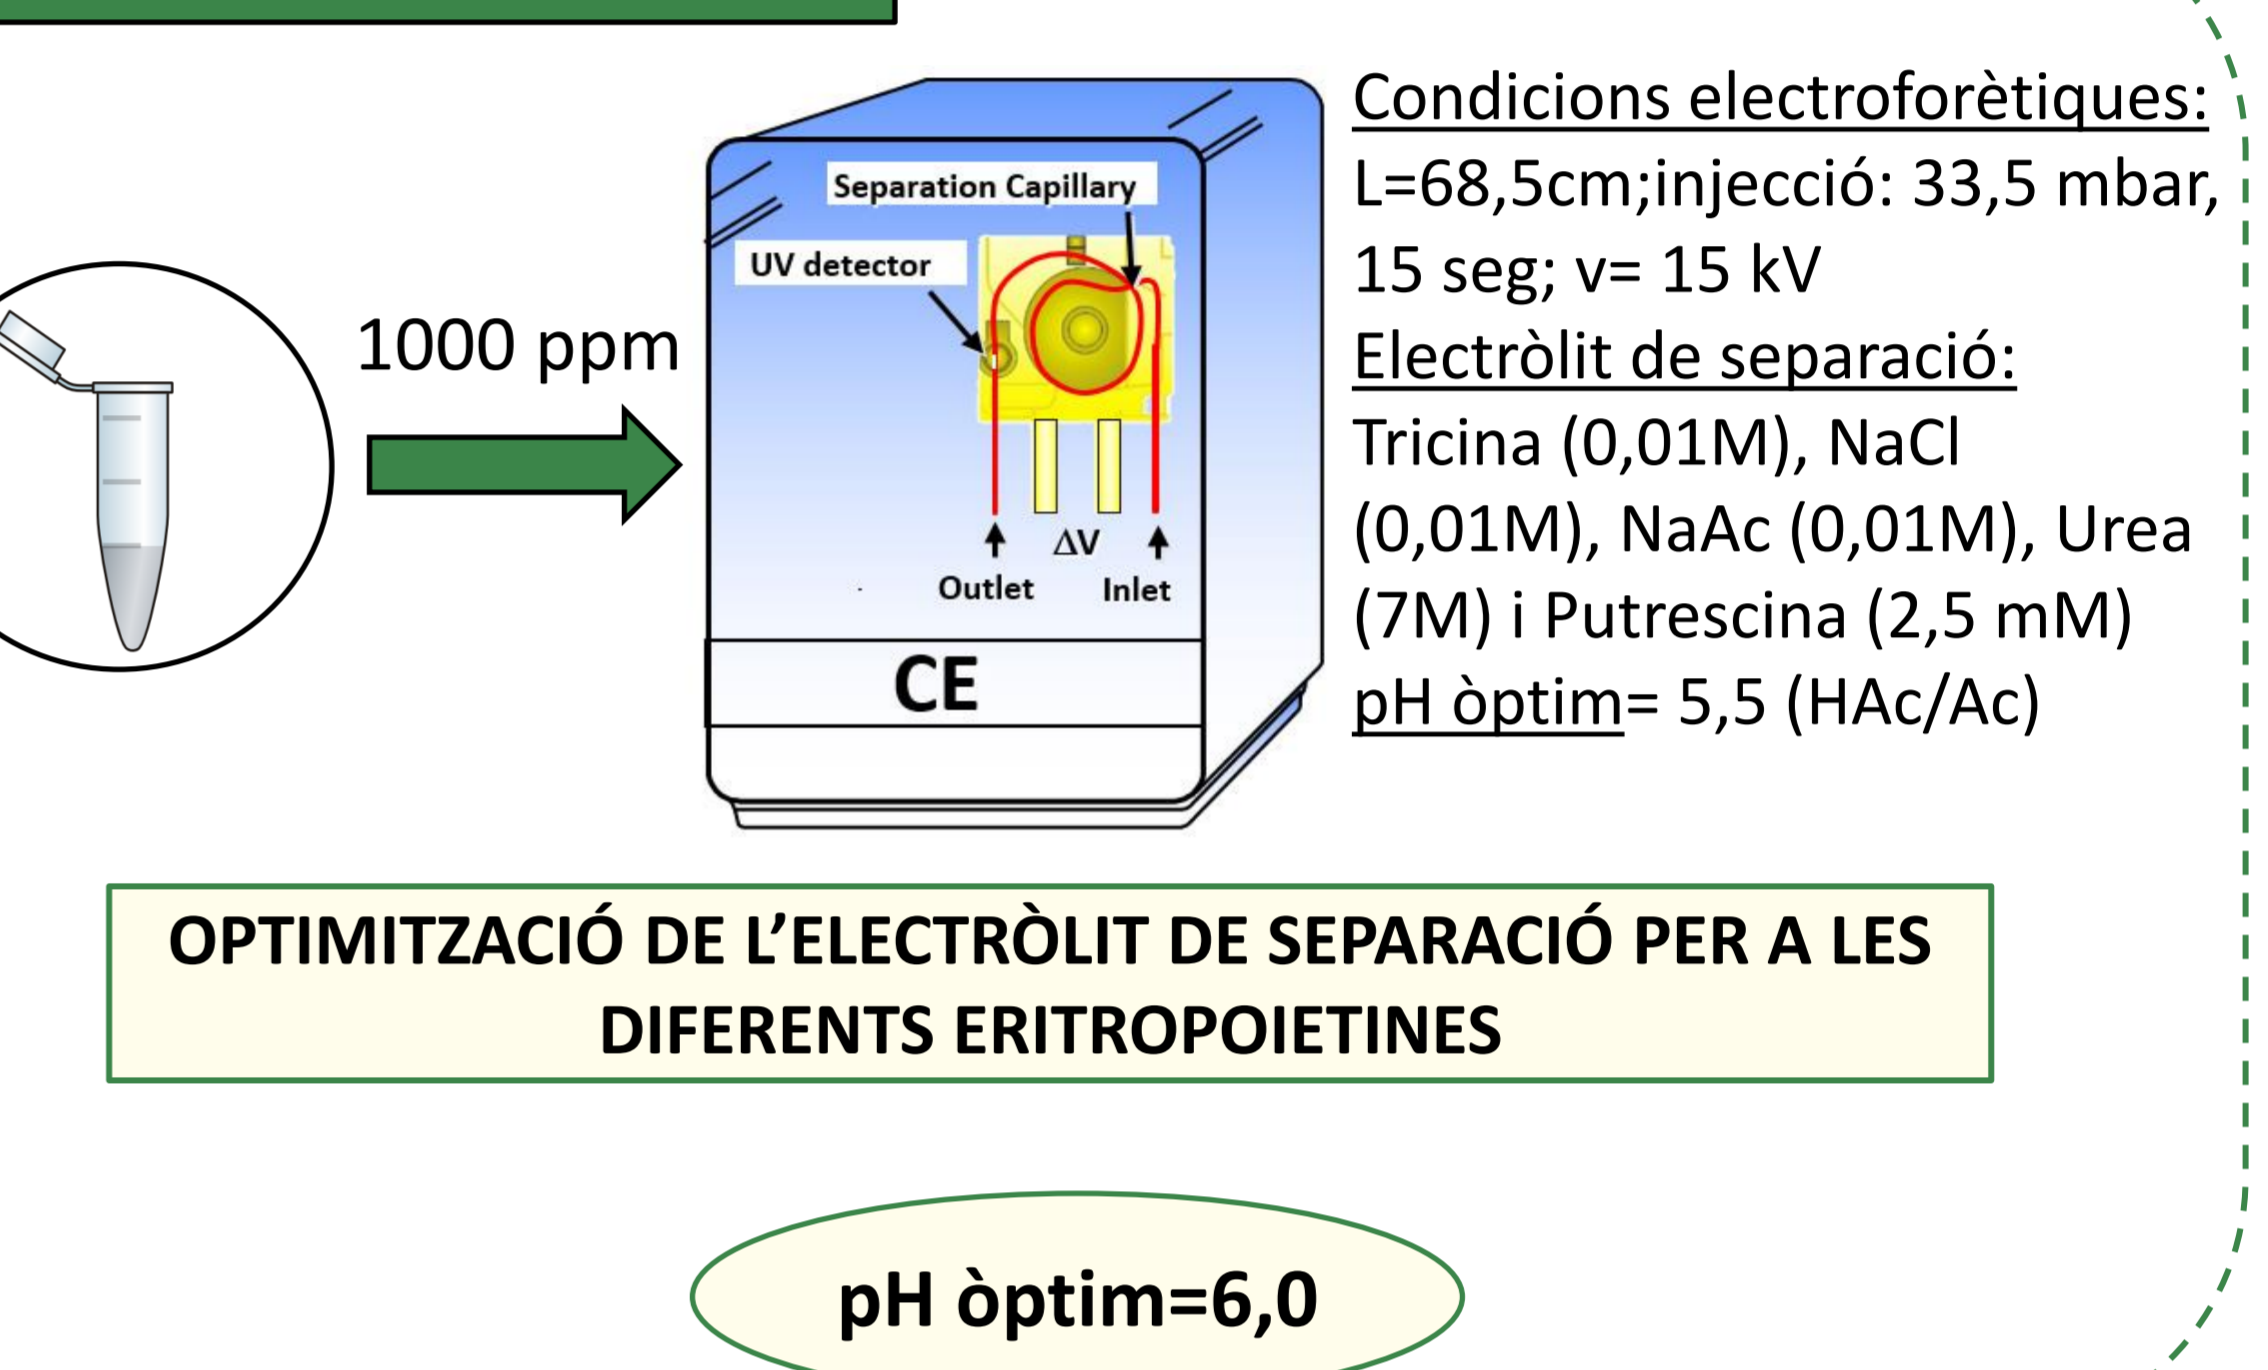 1000 ppm
Separation Capillary
UV detector
ΔV
Outlet
Inlet
CE
Condicions electroforètiques:
L=68,5cm;injecció: 33,5 mbar,
15 seg; v= 15 kV
Electròlit de separació:
Tricina (0,01M), NaCl
(0,01M), NaAc (0,01M), Urea
(7M) i Putrescina (2,5 mM)
pH òptim= 5,5 (HAc/Ac)
OPTIMITZACIÓ DE L’ELECTRÒLIT DE SEPARACIÓ PER A LES
DIFERENTS ERITROPOIETINES
pH òptim=6,0